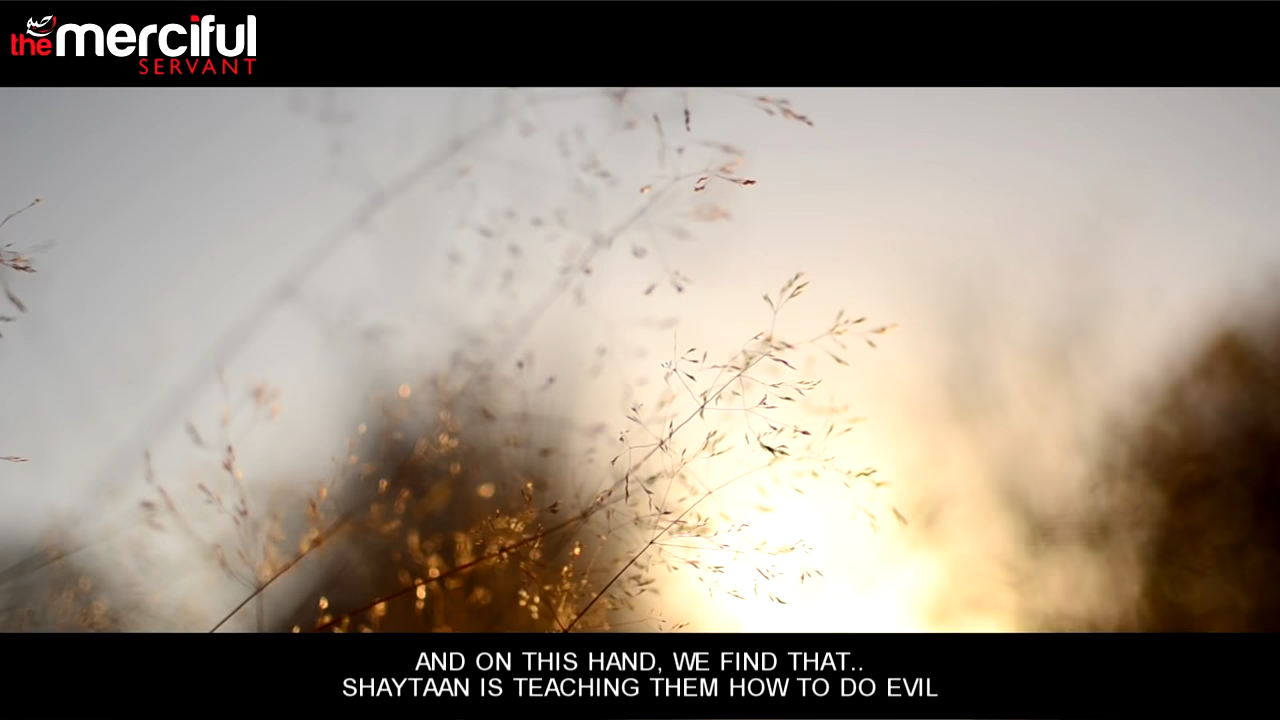 the merciful
SERVANT
AND ON THIS HAND, WE FIND THAT..
SHAYTAAN IS TEACHING THEM HOW TO DO EVIL